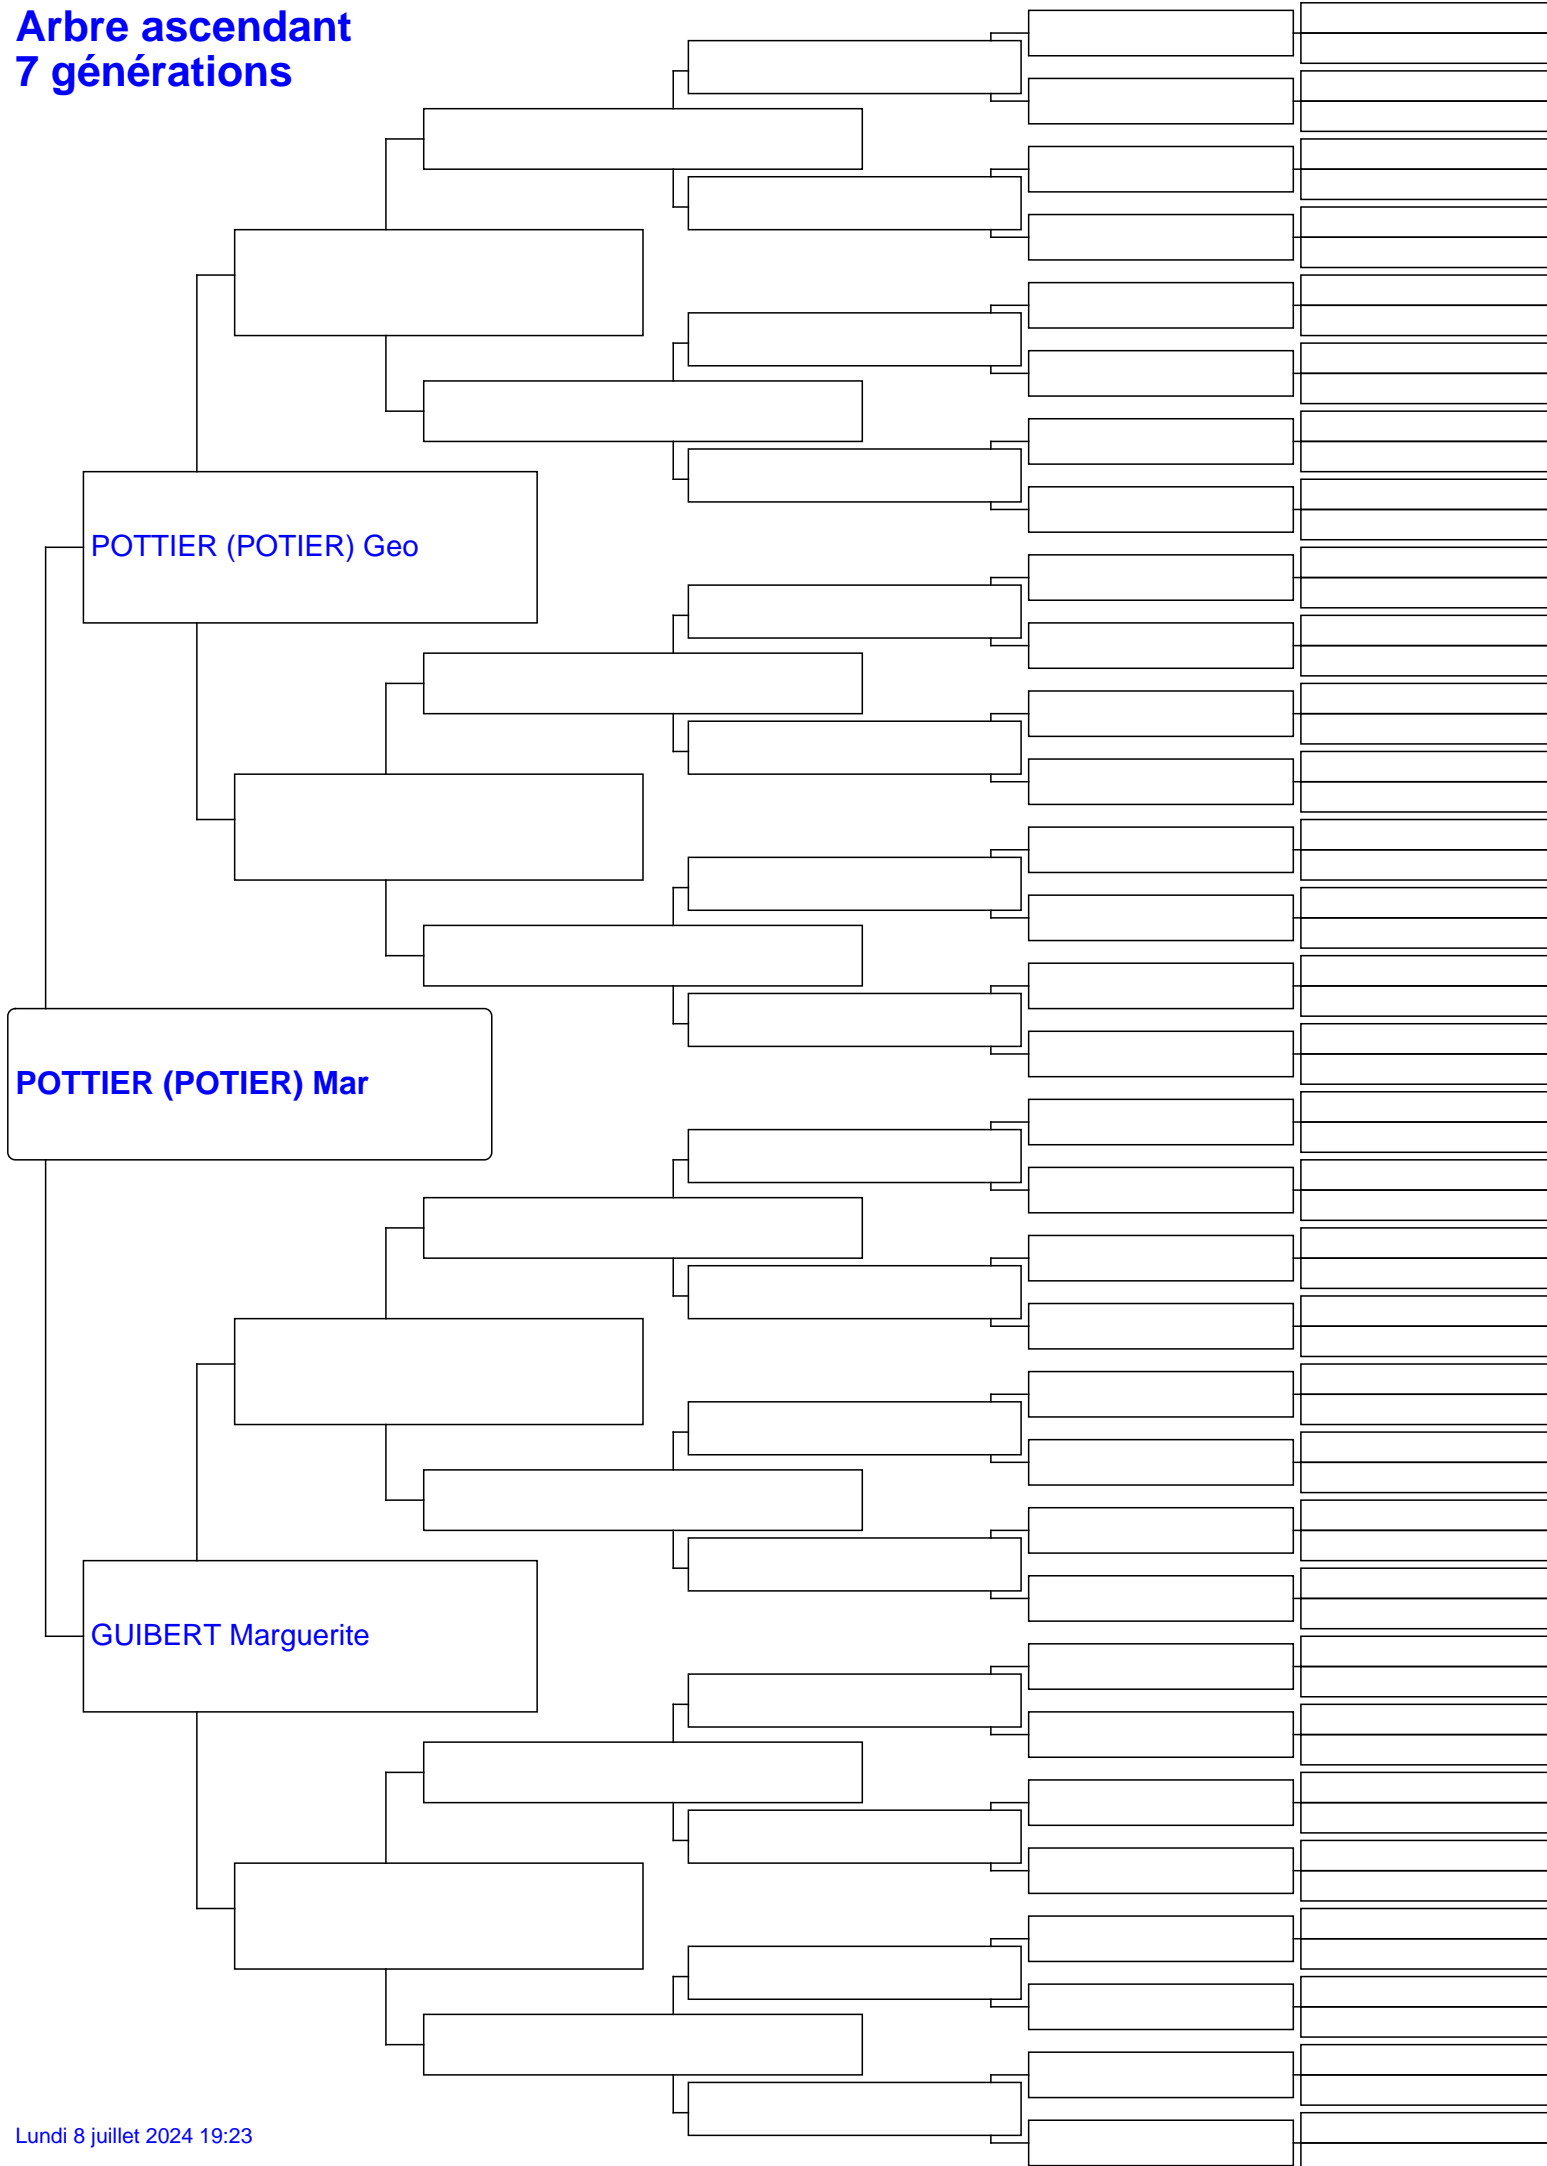 Arbre ascendant
7 générations
POTTIER (POTIER) Geo
POTTIER (POTIER) Mar
GUIBERT Marguerite
Lundi 8 juillet 2024 19:23